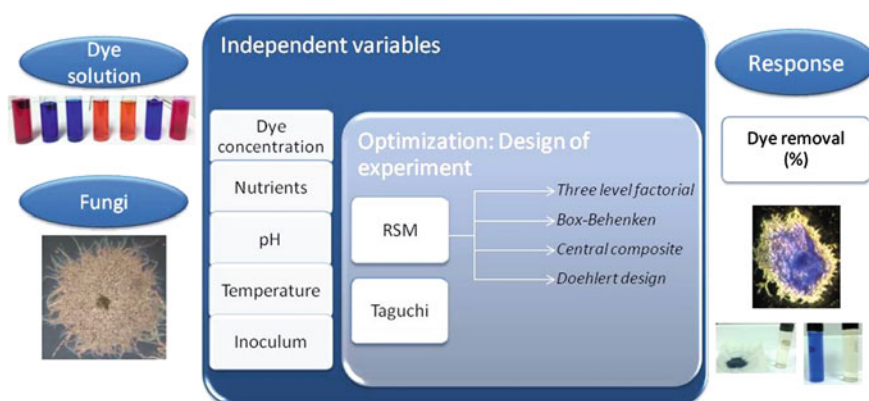 Dye
solution
Fungi
Independent variables
Dye
concentration
Nutrients
pH
Temperature
Inoculum
Optimization: Design of
experiment
RSM
Taguchi
Three level factorial
Box-Behenken
Central composite
Doehlert design
Response
Dye removal
(%)